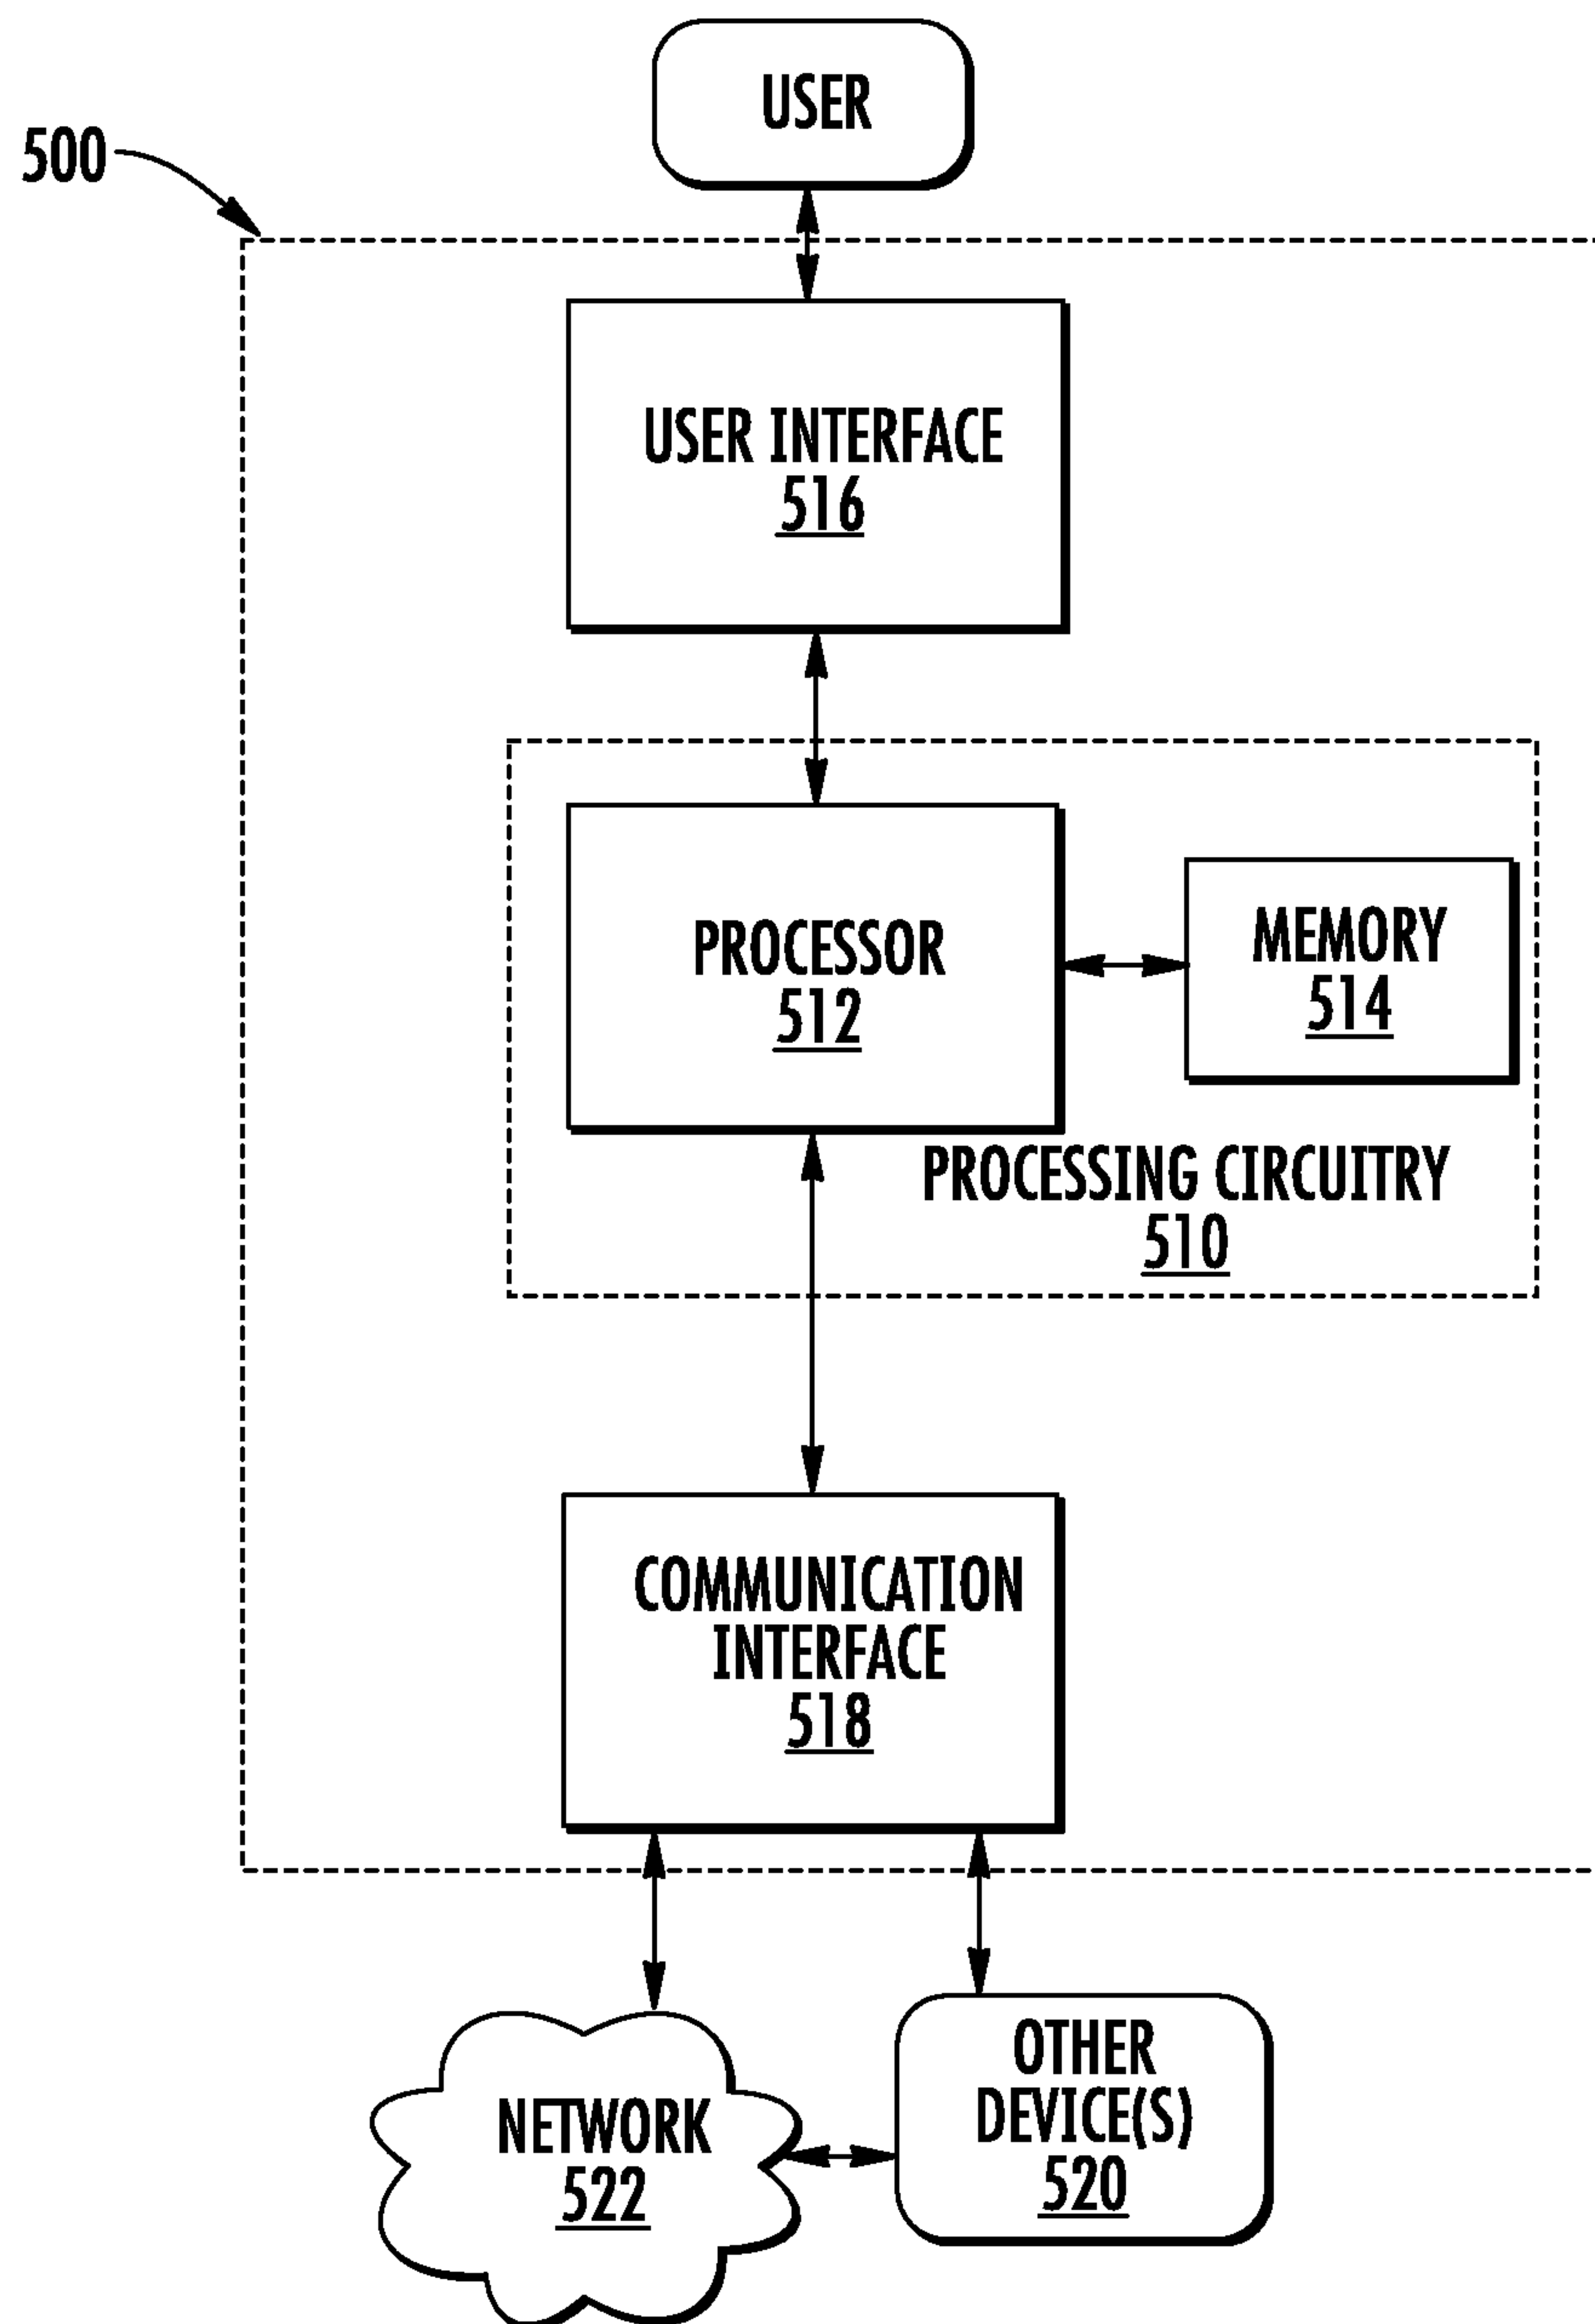 USER
500
USER INTERFACE
516
PROCESSOR
512
MEMORY
514
PROCESSING CIRCUITRY
510
COMMUNICATION
INTERFACE
518
NETWORK
522
OTHER
DEVICE(S)
520